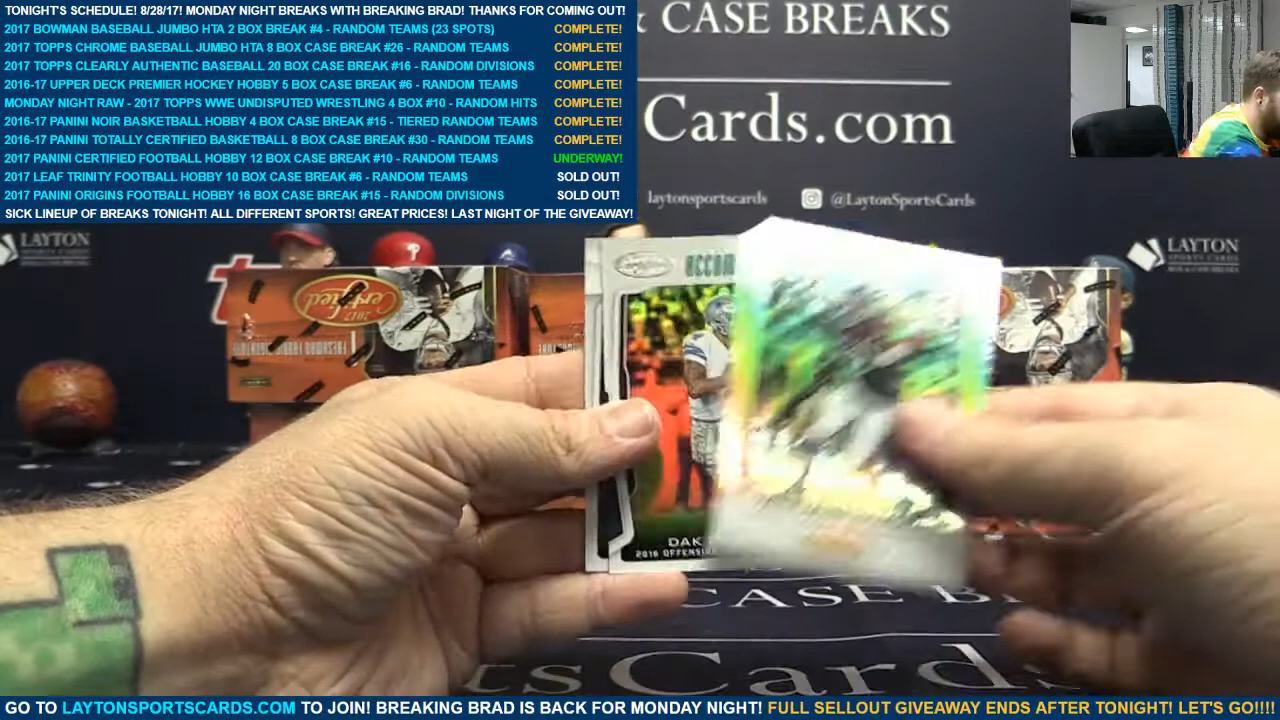 TONIGHT'S SCHEDULE! 8/28/17! MONDAY NIGHT BREAKS WITH BREAKING BRAD! THANKS FOR COMING OUT!
2017 BOWMAN BASEBALL JUMBO HTA 2 BOX BREAK #4 - RANDOM TEAMS (23 SPOTS) COMPLETE!
2017 TOPPS CHROME BASEBALL JUMBO HTA 8 BOX CASE BREAK #26 - RANDOM TEAMS COMPLETE!
2017 TOPPS CLEARLY AUTHENTIC BASEBALL 20 BOX CASE BREAK #16 - RANDOM DIVISIONS COMPLETE!
2016-17 UPPER DECK PREMIER HOCKEY HOBBY 5 BOX CASE BREAK #6 - RANDOM TEAMS COMPLETE!
MONDAY NIGHT RAW - 2017 TOPPS WWE UNDISPUTED WRESTLING 4 BOX #10 - RANDOM HITS COMPLETE!
2016-17 PANINI NOIR BASKETBALL HOBBY 4 BOX CASE BREAK #15 - TIERED RANDOM TEAMS COMPLETE!
2016-17 PANINI TOTALLY CERTIFIED BASKETBALL 8 BOX CASE BREAK #30 - RANDOM TEAMS COMPLETE!
2017 PANINI CERTIFIED FOOTBALL HOBBY 12 BOX CASE BREAK #10 - RANDOM TEAMS UNDERWAY!
2017 LEAF TRINITY FOOTBALL HOBBY 10 BOX CASE BREAK #6 - RANDOM TEAMS SOLD OUT!
2017 PANINI ORIGINS FOOTBALL HOBBY 16 BOX CASE BREAK #15 - RANDOM DIVISIONS SOLD OUT!
SICK LINEUP OF BREAKS TONIGHT! ALL DIFFERENT SPORTS! GREAT PRICES! LAST NIGHT OF THE GIVEAWAY!
& CASE BREAKS
Cards.com
laytonsportscards @LaytonSportsCards
LAYTON
LAYTON
2017 Certified
ACCOM
DAK
2016 OFFENSIV
CASE B
tsCards
GO TO LAYTONSPORTSCARDS.COM TO JOIN! BREAKING BRAD IS BACK FOR MONDAY NIGHT! FULL SELLOUT GIVEAWAY ENDS AFTER TONIGHT! LET'S GO!!!!